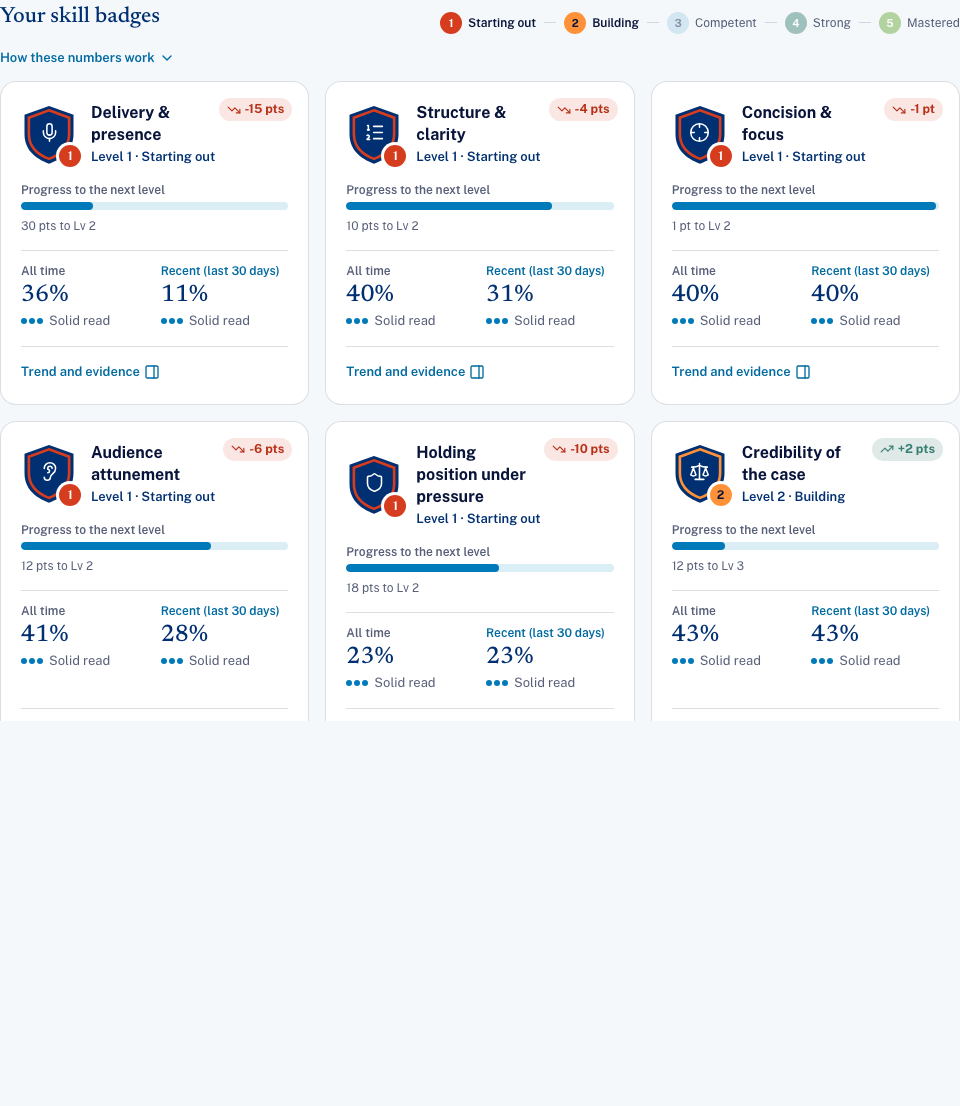 Your skill badges
1 Starting out — 2 Building — 3 Competent — 4 Strong — 5 Mastered
How these numbers work
Delivery & presence
-15 pts
1
Level 1 · Starting out
Progress to the next level
30 pts to Lv 2
All time
36%
Solid read
Recent (last 30 days)
11%
Solid read
Trend and evidence
Structure & clarity
-4 pts
1
Level 1 · Starting out
Progress to the next level
10 pts to Lv 2
All time
40%
Solid read
Recent (last 30 days)
31%
Solid read
Trend and evidence
Concision & focus
-1 pt
1
Level 1 · Starting out
Progress to the next level
1 pt to Lv 2
All time
40%
Solid read
Recent (last 30 days)
40%
Solid read
Trend and evidence
Audience attunement
-6 pts
1
Level 1 · Starting out
Progress to the next level
12 pts to Lv 2
All time
41%
Solid read
Recent (last 30 days)
28%
Solid read
Holding position under pressure
-10 pts
1
Level 1 · Starting out
Progress to the next level
18 pts to Lv 2
All time
23%
Solid read
Recent (last 30 days)
23%
Solid read
Credibility of the case
+2 pts
2
Level 2 · Building
Progress to the next level
12 pts to Lv 3
All time
43%
Solid read
Recent (last 30 days)
43%
Solid read